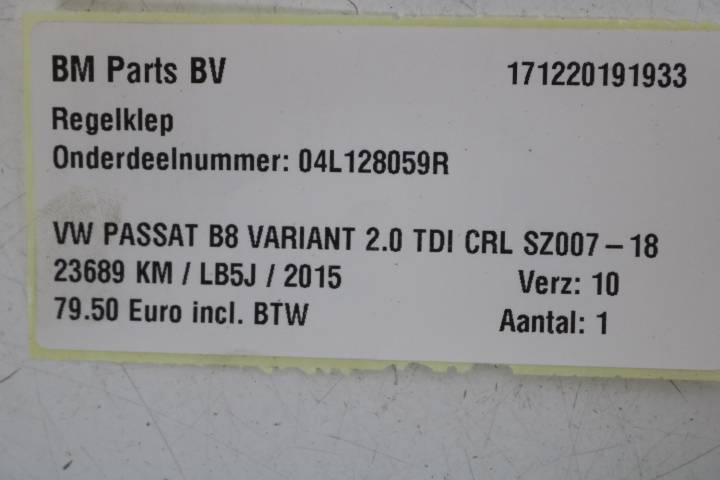 BM Parts BV 171220191933
Regelklep
Onderdeelnummer: 04L128059R
VW PASSAT B8 VARIANT 2.0 TDI CRL SZ007-18
23689 KM / LB5J / 2015 Verz: 10
79.50 Euro incl. BTW Aantal: 1